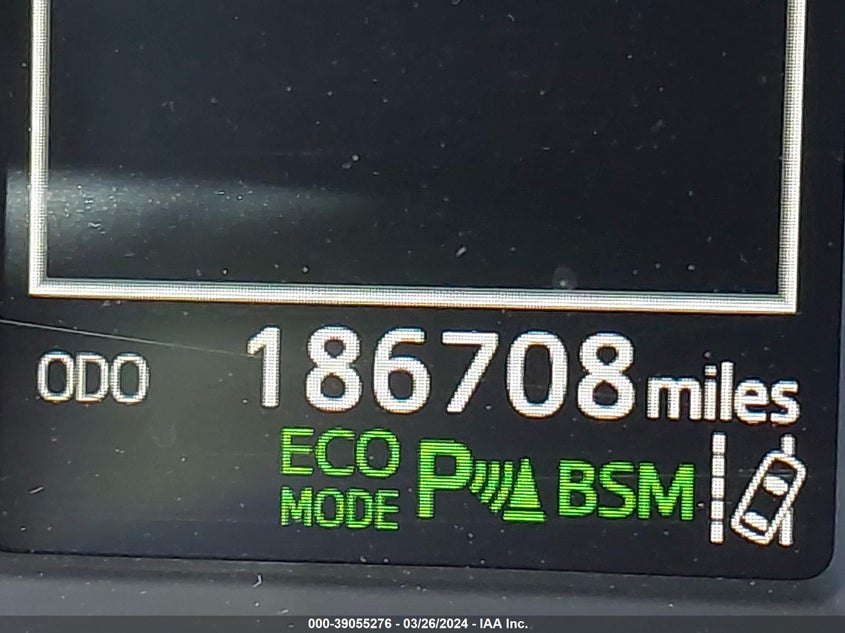 ODO 186708 miles
ECO MODE P BSM
000-39055276 - 03/26/2024 - IAA Inc.